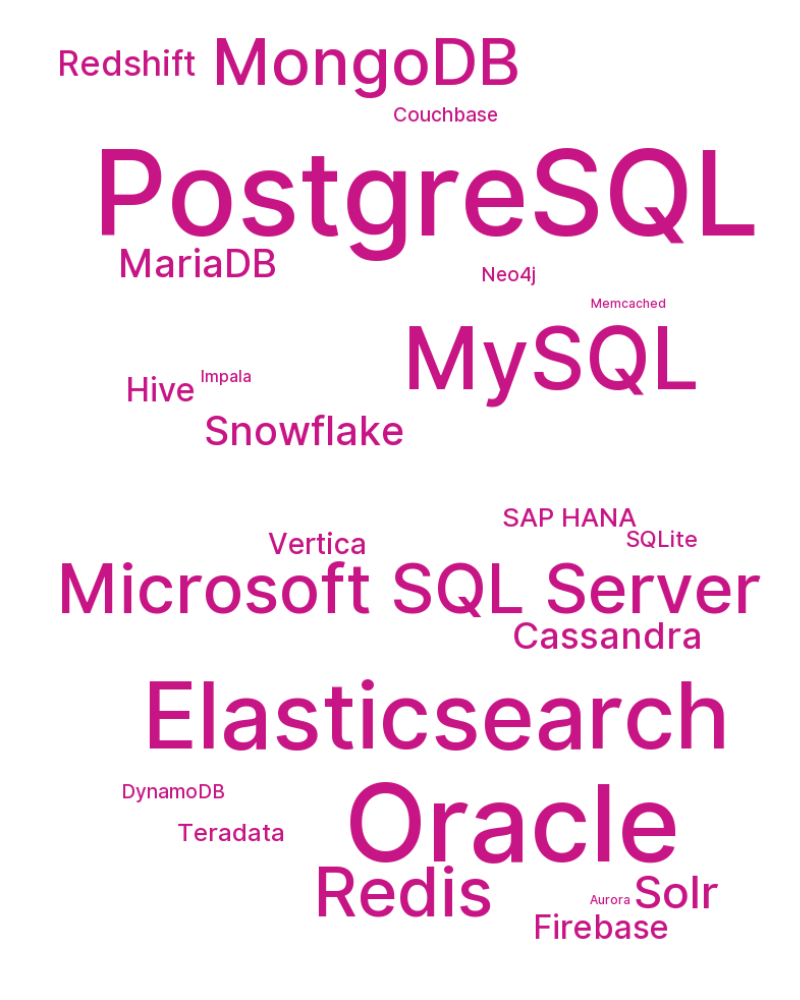 Redshift MongoDB
Couchbase
PostgreSQL
MariaDB
Neo4j
Memcached
MySQL
Hive Impala
Snowflake
SAP HANA
Vertica
SQLite
Microsoft SQL Server
Cassandra
Elasticsearch
DynamoDB
Oracle
Teradata
Redis
Aurora Solr
Firebase